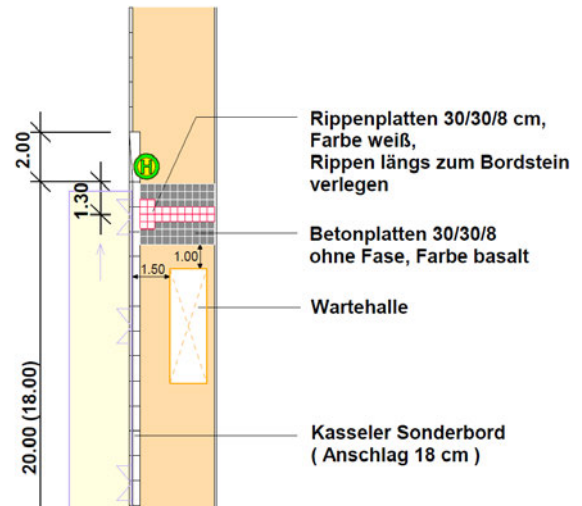 Rippenplatten 30/30/8 cm,
Farbe weiß,
Rippen längs zum Bordstein
verlegen
2.00
H
1.30
Betonplatten 30/30/8
ohne Fase, Farbe basalt
1.00
1.50
Wartehalle
20.00 (18.00)
Kasseler Sonderbord
( Anschlag 18 cm )